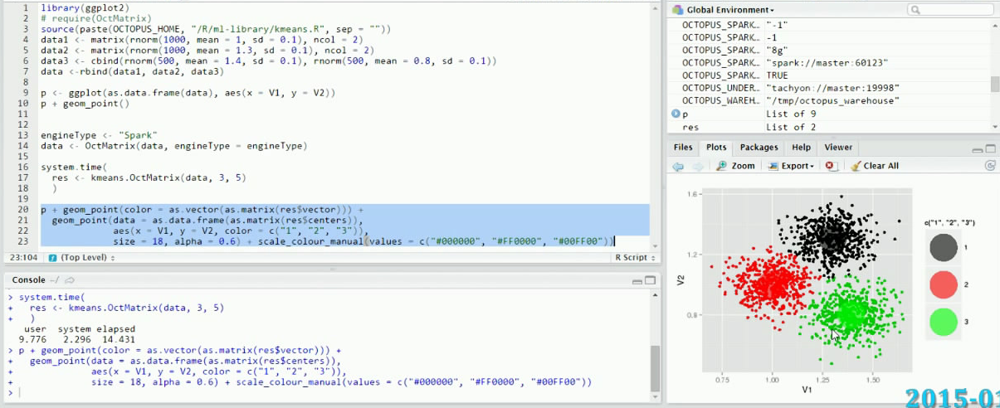 1 library(ggplot2)
2 # require(OctMatrix)
3 source(paste(OCTOPUS_HOME, "/R/ml-library/kmeans.R", sep = ""))
4 data1 <- matrix(rnorm(1000, mean = 1, sd = 0.1), ncol = 2)
5 data2 <- matrix(rnorm(1000, mean = 1.3, sd = 0.1), ncol = 2)
6 data3 <- cbind(rnorm(500, mean = 1.4, sd = 0.1), rnorm(500, mean = 0.8, sd = 0.1))
7 data <-rbind(data1, data2, data3)
8
9 p <- ggplot(as.data.frame(data), aes(x = V1, y = V2))
10 p + geom_point()
11
12
13 engineType <- "Spark"
14 data <- OctMatrix(data, engineType = engineType)
15
16 system.time(
17 res <- kmeans.OctMatrix(data, 3, 5)
18 )
19
20 p + geom_point(color = as.vector(as.matrix(res$vector))) +
21 geom_point(data = as.data.frame(as.matrix(res$centers)),
22 aes(x = V1, y = V2, color = c("1", "2", "3")),
23 size = 18, alpha = 0.6) + scale_colour_manual(values = c("#000000", "#FF0000", "#00FF00"))
23:104 (Top Level) R Script
Console ~/
> system.time(
+ res <- kmeans.OctMatrix(data, 3, 5)
+ )
user system elapsed
9.776 2.296 14.431
> p + geom_point(color = as.vector(as.matrix(res$vector))) +
+ geom_point(data = as.data.frame(as.matrix(res$centers)),
+ aes(x = V1, y = V2, color = c("1", "2", "3")),
+ size = 18, alpha = 0.6) + scale_colour_manual(values = c("#000000", "#FF0000", "#00FF00"))
>
Global Environment
OCTOPUS_SPARK… "-1"
OCTOPUS_SPARK… -1
OCTOPUS_SPARK… "8g"
OCTOPUS_SPARK… "spark://master:60123"
OCTOPUS_SPARK… TRUE
OCTOPUS_UNDER… "tachyon://master:19998"
OCTOPUS_WAREH… "/tmp/octopus_warehouse"
p List of 9
res List of 2
Files Plots Packages Help Viewer
Zoom Export Clear All
1.6
1.2
0.8
V2
0.75 1.00 1.25 1.50
V1
c("1", "2", "3")
1
2
3
2015-01